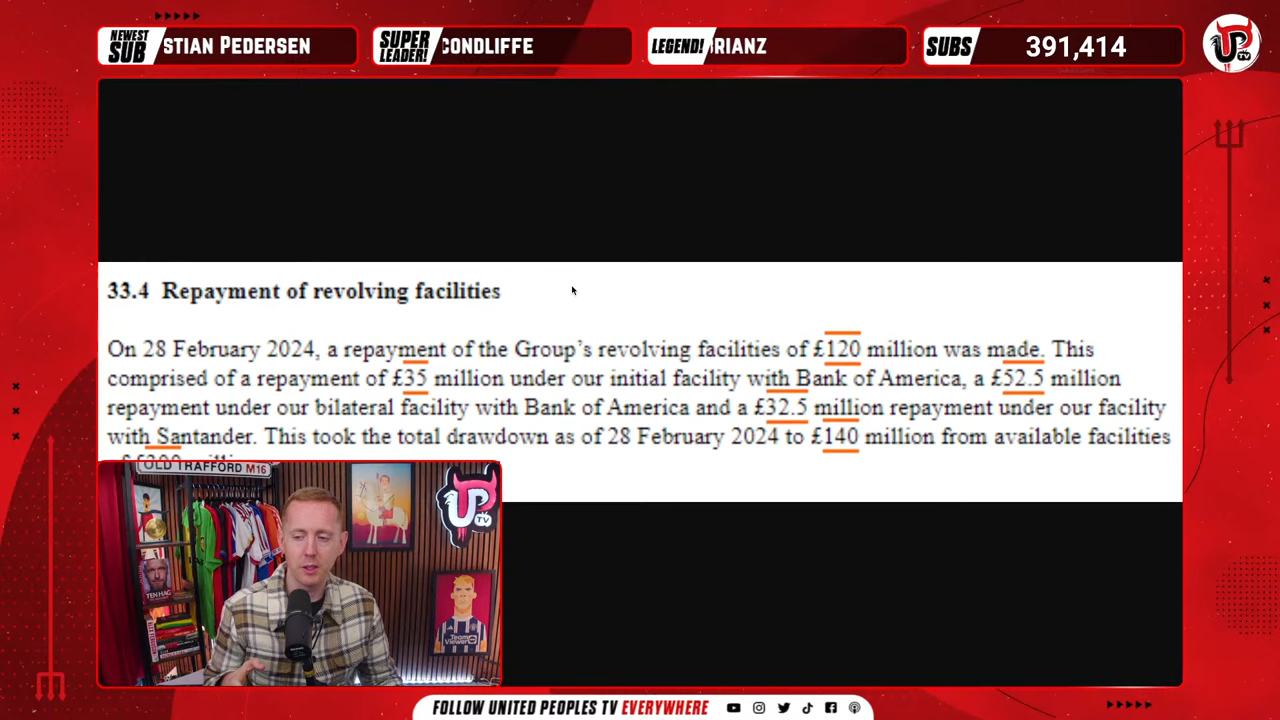 NEWEST SUB
STIAN PEDERSEN
SUPER LEADER!
CONDLIFFE
LEGEND!
RIANZ
SUBS
391,414
UP TV
33.4 Repayment of revolving facilities
On 28 February 2024, a repayment of the Group's revolving facilities of £120 million was made. This
comprised of a repayment of £35 million under our initial facility with Bank of America, a £52.5 million
repayment under our bilateral facility with Bank of America and a £32.5 million repayment under our facility
with Santander. This took the total drawdown as of 28 February 2024 to £140 million from available facilities
OLD TRAFFORD M16
UP TV
TEN HAG
TeamViewer
FOLLOW UNITED PEOPLES TV EVERYWHERE